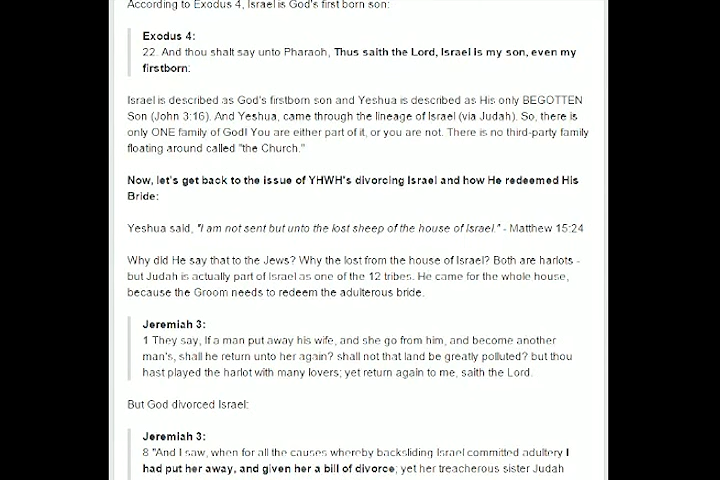 According to Exodus 4, Israel is God's first born son:
Exodus 4:
22. And thou shalt say unto Pharaoh, Thus saith the Lord, Israel is my son, even my
firstborn:
Israel is described as God's firstborn son and Yeshua is described as His only BEGOTTEN
Son (John 3:16). And Yeshua, came through the lineage of Israel (via Judah). So, there is
only ONE family of God! You are either part of it, or you are not. There is no third-party family
floating around called "the Church."
Now, let's get back to the issue of YHWH's divorcing Israel and how He redeemed His
Bride:
Yeshua said, "I am not sent but unto the lost sheep of the house of Israel." - Matthew 15:24
Why did He say that to the Jews? Why the lost from the house of Israel? Both are harlots -
but Judah is actually part of Israel as one of the 12 tribes. He came for the whole house,
because the Groom needs to redeem the adulterous bride.
Jeremiah 3:
1 They say, If a man put away his wife, and she go from him, and become another
man's, shall he return unto her again? shall not that land be greatly polluted? but thou
hast played the harlot with many lovers; yet return again to me, saith the Lord.
But God divorced Israel:
Jeremiah 3:
8 "And I saw, when for all the causes whereby backsliding Israel committed adultery I
had put her away, and given her a bill of divorce; yet her treacherous sister Judah